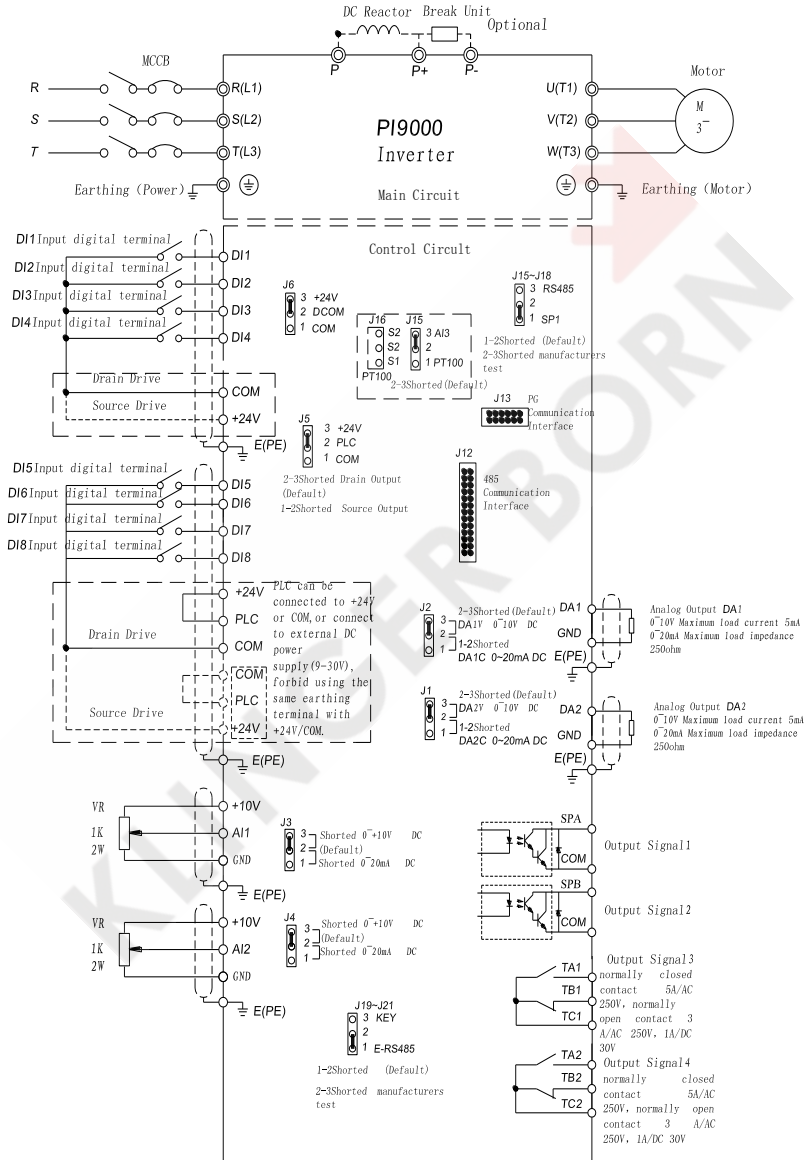 DC Reactor Break Unit
Optional
P P+ P-
MCCB
R R(L1)
S S(L2)
T T(L3)
Earthing (Power)
PI9000
Inverter
Main Circuit
U(T1)
V(T2)
W(T3)
Motor
M
3~
Earthing (Motor)
Control Circuit
DI1Input digital terminal DI1
DI2Input digital terminal DI2
DI3Input digital terminal DI3
DI4Input digital terminal DI4
Drain Drive COM
Source Drive +24V
E(PE)
J6
3 +24V
2 DCOM
1 COM
J16 J15
S2 3 AI3
S2 2
S1 1 PT100
PT100
2-3Shorted(Default)
J15~J18
3 RS485
2
1 SP1
1-2Shorted (Default)
2-3Shorted manufacturers
test
J13 PG
Communication
Interface
J5
3 +24V
2 PLC
1 COM
2-3Shorted Drain Output
(Default)
1-2Shorted Source Output
J12
485
Communication
Interface
DI5Input digital terminal DI5
DI6Input digital terminal DI6
DI7Input digital terminal DI7
DI8Input digital terminal DI8
+24V
PLC
Drain Drive COM
COM
PLC
Source Drive +24V
E(PE)
PLC can be
connected to +24V
or COM, or connect
to external DC
power
supply(9-30V),
forbid using the
same earthing
terminal with
+24V/COM.
J2
2-3Shorted(Default)
3 DA1V 0~10V DC
2 1-2Shorted
1 DA1C 0~20mA DC
DA1
GND
E(PE)
Analog Output DA1
0~10V Maximum load current 5mA
0~20mA Maximum load impedance
250ohm
J1
2-3Shorted(Default)
3 DA2V 0~10V DC
2 1-2Shorted
1 DA2C 0~20mA DC
DA2
GND
E(PE)
Analog Output DA2
0~10V Maximum load current 5mA
0~20mA Maximum load impedance
250ohm
VR +10V
1K AI1
2W GND
E(PE)
J3
3 Shorted 0~+10V DC
2 (Default)
1 Shorted 0~20mA DC
VR +10V
1K AI2
2W GND
E(PE)
J4
3 Shorted 0~+10V DC
2 (Default)
1 Shorted 0~20mA DC
J19~J21
3 KEY
2
1 E-RS485
1-2Shorted (Default)
2-3Shorted manufacturers
test
SPA
COM
Output Signal1
SPB
COM
Output Signal2
TA1
TB1
TC1
Output Signal3
normally closed
contact 5A/AC
250V, normally
open contact 3
A/AC 250V, 1A/DC
30V
TA2
TB2
TC2
Output Signal4
normally closed
contact 5A/AC
250V, normally open
contact 3 A/AC
250V, 1A/DC 30V
KLINGER BORN